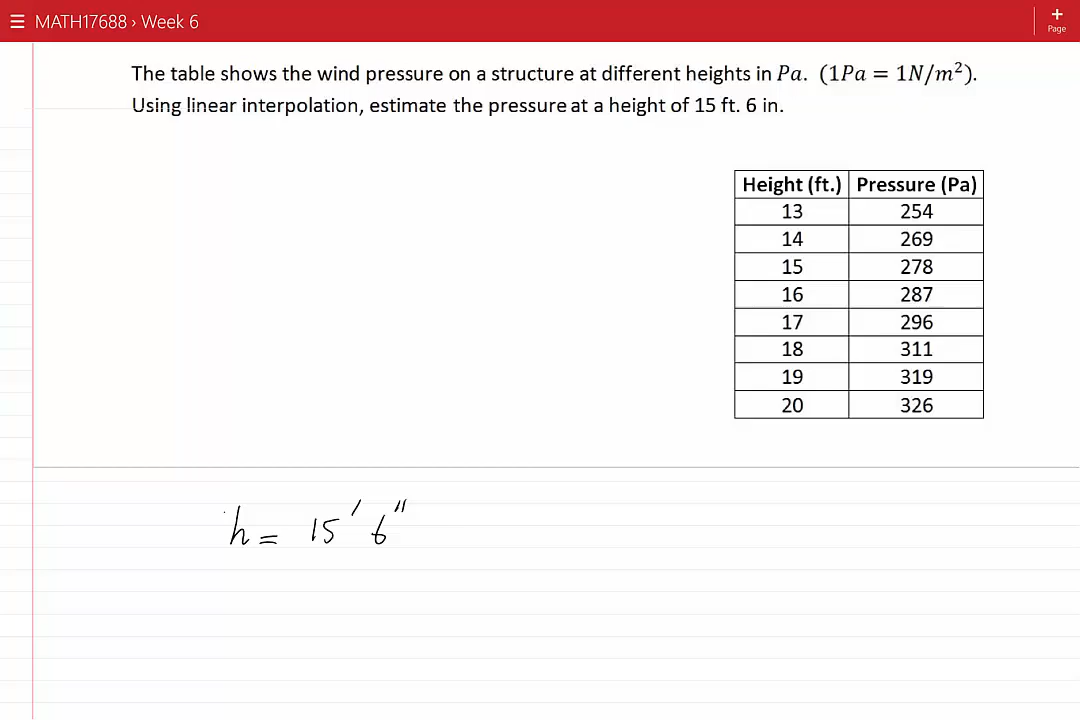 ☰ MATH17688 › Week 6
+
Page
The table shows the wind pressure on a structure at different heights in Pa. (1Pa = 1N/m²).
Using linear interpolation, estimate the pressure at a height of 15 ft. 6 in.
Height (ft.) Pressure (Pa)
13 254
14 269
15 278
16 287
17 296
18 311
19 319
20 326
h = 15' 6"